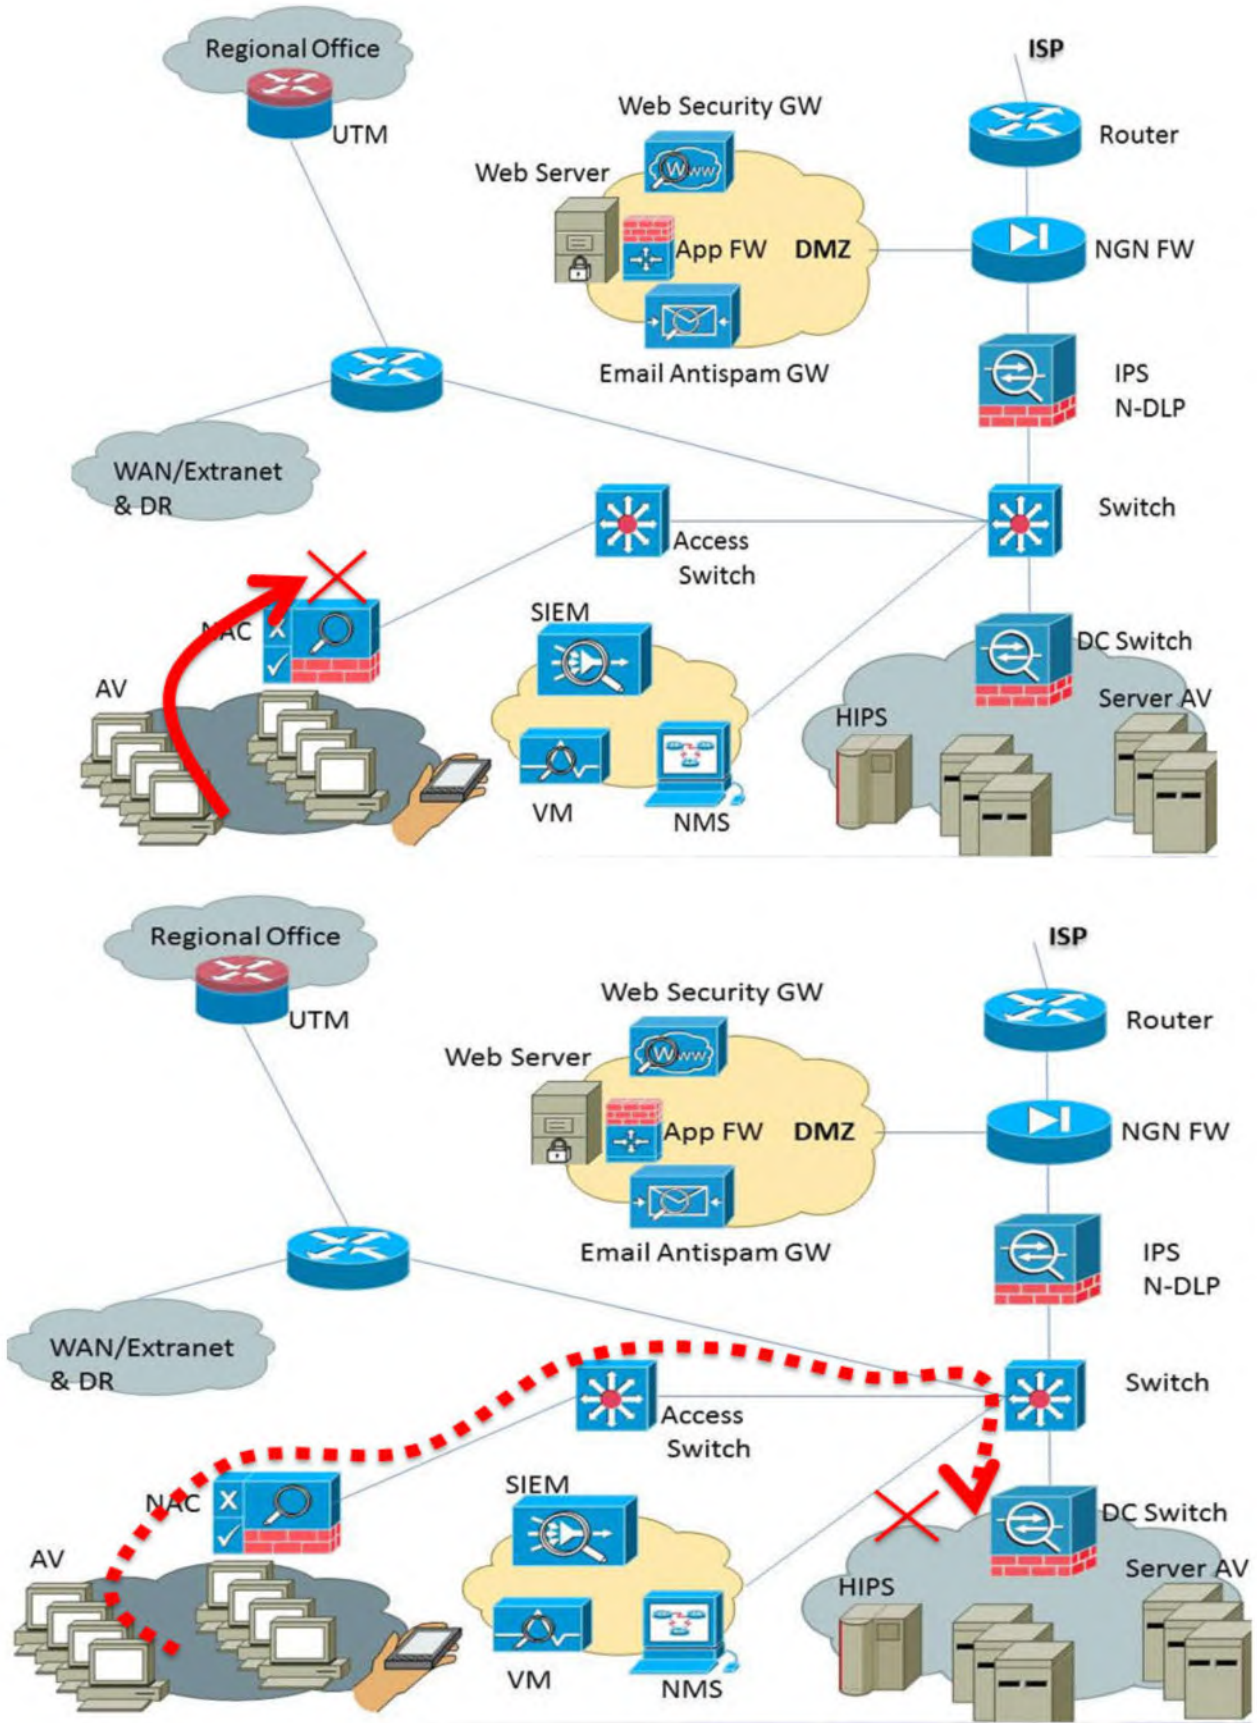 Regional Office
UTM
ISP
Web Security GW
Router
Web Server
WWW
App FW
DMZ
NGN FW
Email Antispam GW
IPS
N-DLP
WAN/Extranet
& DR
Switch
Access
Switch
NAC
X
SIEM
DC Switch
AV
Server AV
HIPS
VM
NMS
Regional Office
UTM
ISP
Web Security GW
Router
Web Server
WWW
App FW
DMZ
NGN FW
Email Antispam GW
IPS
N-DLP
WAN/Extranet
& DR
Switch
Access
Switch
NAC
X
SIEM
DC Switch
AV
Server AV
HIPS
VM
NMS